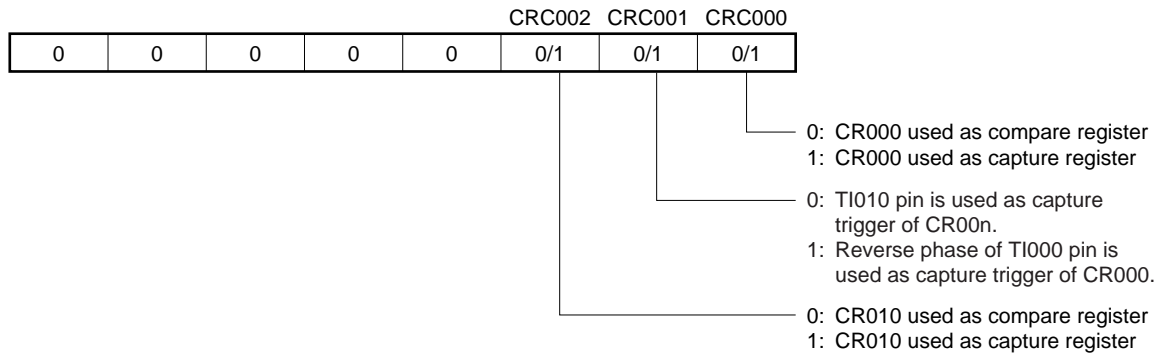 CRC002 CRC001 CRC000
0 0 0 0 0 0/1 0/1 0/1
0: CR000 used as compare register
1: CR000 used as capture register
0: TI010 pin is used as capture
trigger of CR00n.
1: Reverse phase of TI000 pin is
used as capture trigger of CR000.
0: CR010 used as compare register
1: CR010 used as capture register